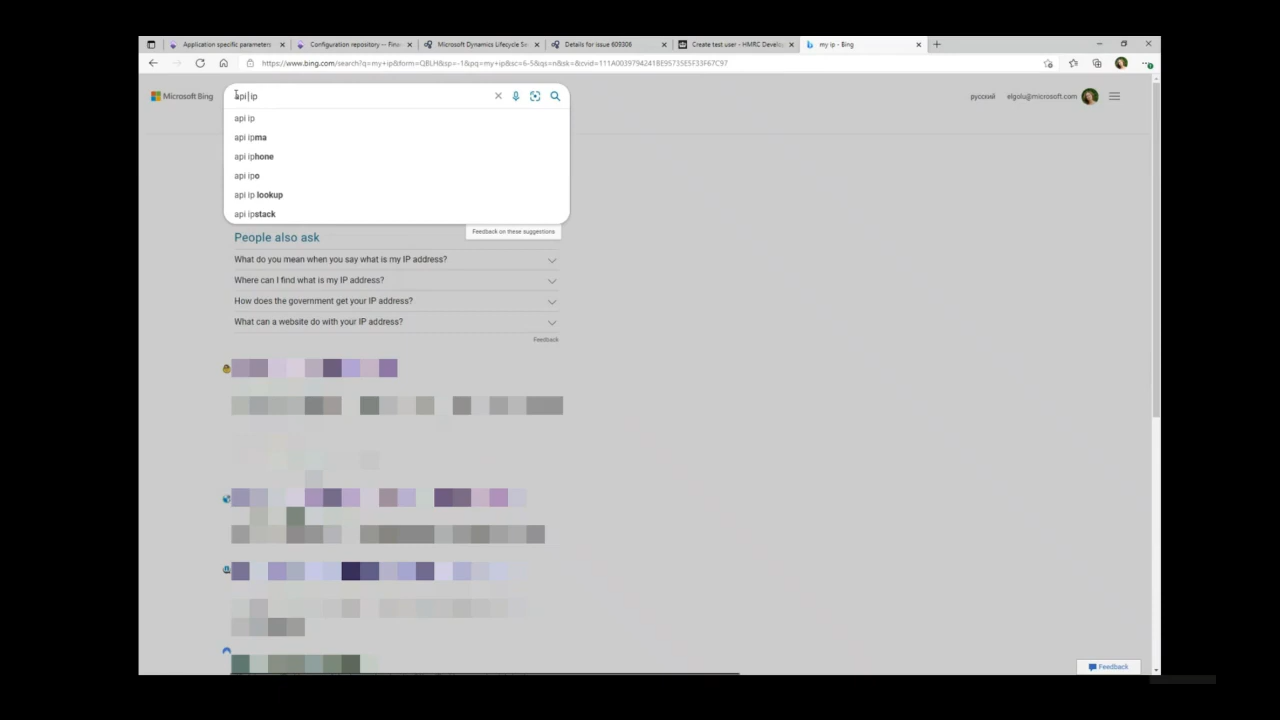 Application specific parameters
Configuration repository -- Fina
Microsoft Dynamics Lifecycle Se
Details for issue 609306
Create test user - HMRC Develo
my ip - Bing
https://www.bing.com/search?q=my+ip&form=QBLH&sp=-1&pq=my+ip&sc=6-5&qs=n&sk=&cvid=111A0039794241BE95735E5F33F67C97
Microsoft Bing
api ip
русский
elgolu@microsoft.com
api ip
api ipma
api iphone
api ipo
api ip lookup
api ipstack
Feedback on these suggestions
People also ask
What do you mean when you say what is my IP address?
Where can I find what is my IP address?
How does the government get your IP address?
What can a website do with your IP address?
Feedback
Feedback